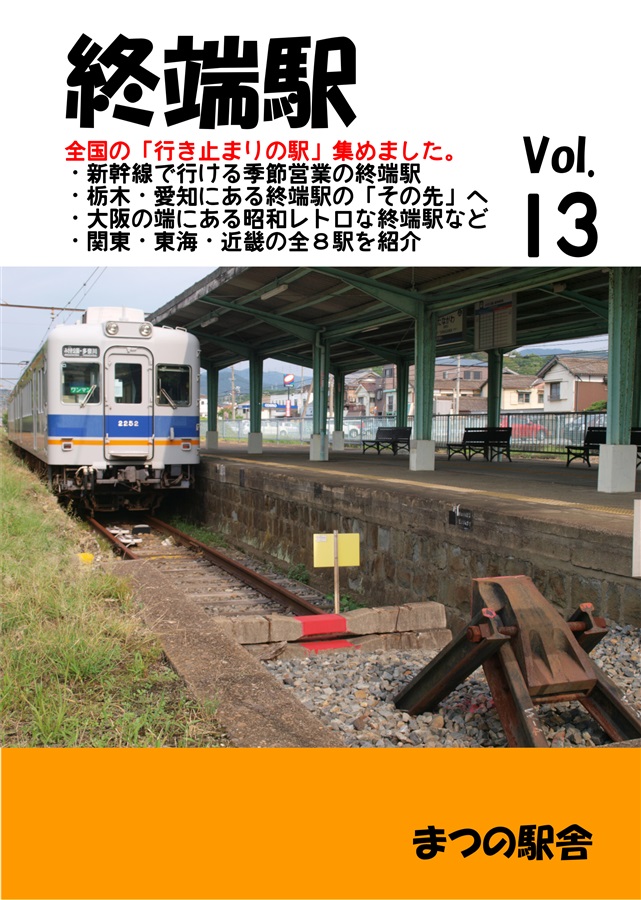 終端駅
全国の「行き止まりの駅」集めました。
・新幹線で行ける季節営業の終端駅
・栃木・愛知にある終端駅の「その先」へ
・大阪の端にある昭和レトロな終端駅など
・関東・東海・近畿の全８駅を紹介
Vol.
13
ワンマン
2252
まつの駅舎